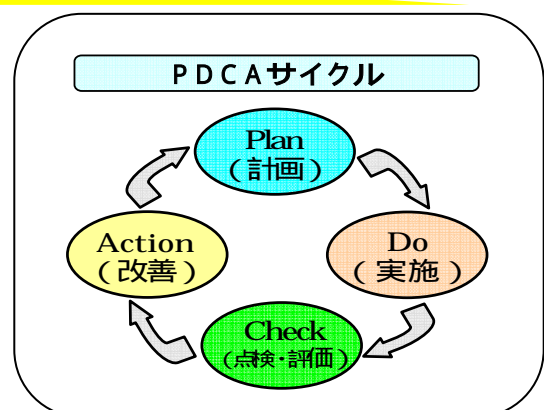 PDCAサイクル
Plan
(計画)
Do
(実施)
Check
(点検・評価)
Action
(改善)